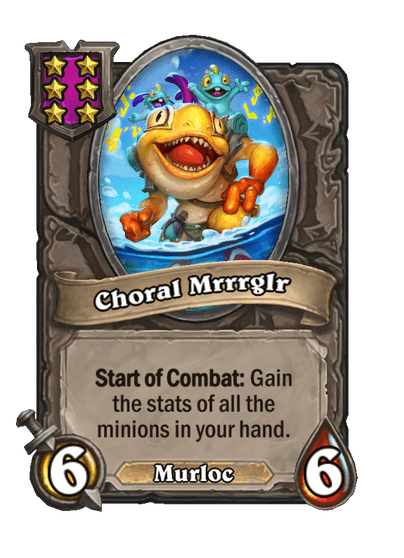 Choral Mrrrglr
Start of Combat: Gain
the stats of all the
minions in your hand.
6
Murloc
6